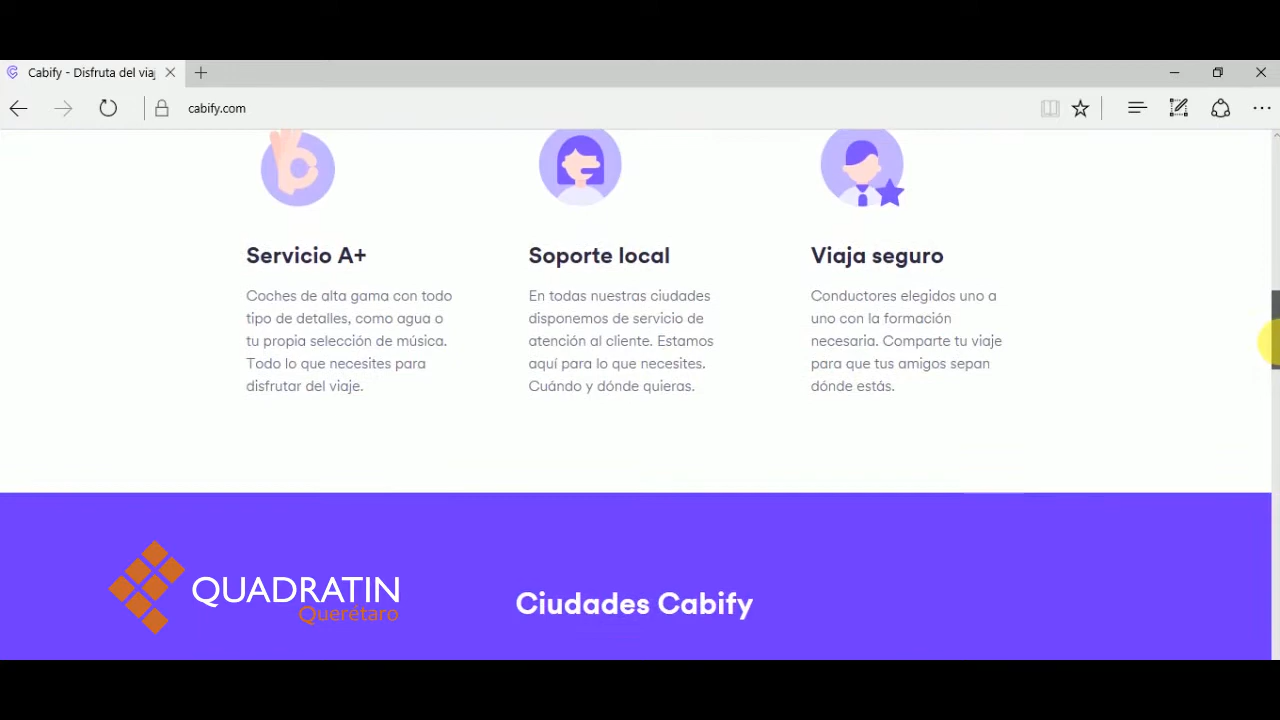 Cabify - Disfruta del viaj
cabify.com
Servicio A+
Coches de alta gama con todo
tipo de detalles, como agua o
tu propia selección de música.
Todo lo que necesites para
disfrutar del viaje.
Soporte local
En todas nuestras ciudades
disponemos de servicio de
atención al cliente. Estamos
aquí para lo que necesites.
Cuándo y dónde quieras.
Viaja seguro
Conductores elegidos uno a
uno con la formación
necesaria. Comparte tu viaje
para que tus amigos sepan
dónde estás.
QUADRATIN
Querétaro
Ciudades Cabify